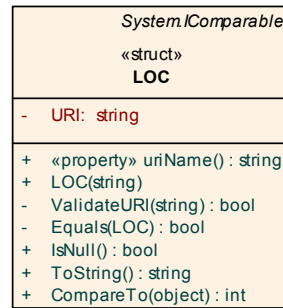 System.IComparable
«struct»
LOC
- URI: string
+ «property» uriName() : string
+ LOC(string)
- ValidateURI(string) : bool
- Equals(LOC) : bool
+ IsNull() : bool
+ ToString() : string
+ CompareTo(object) : int